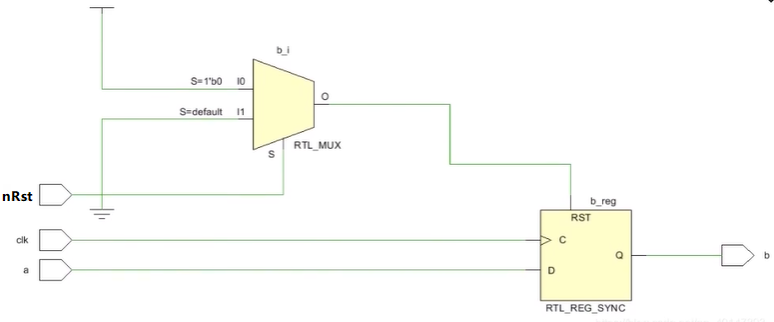 b_i
S=1'b0 I0
O
S=default I1
S
RTL_MUX
nRst
b_reg
RST
clk
C
Q
b
a
D
RTL_REG_SYNC